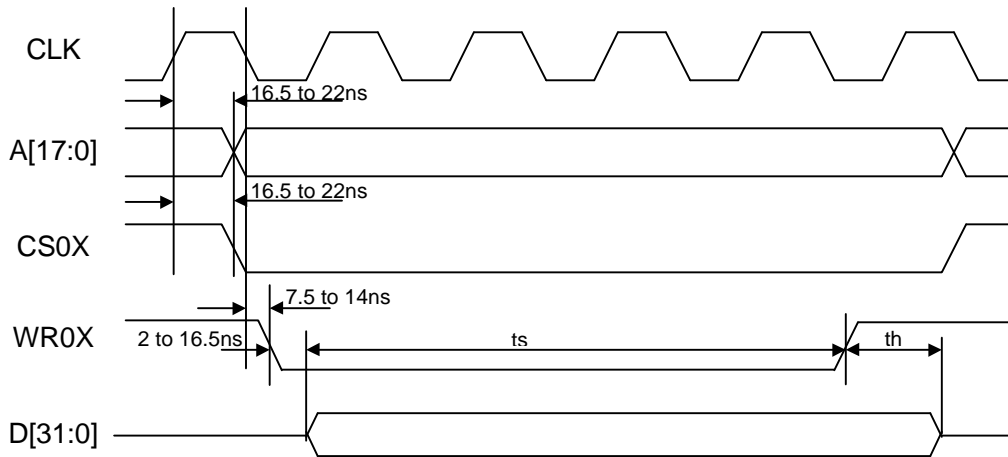 CLK
16.5 to 22ns
A[17:0]
16.5 to 22ns
CS0X
7.5 to 14ns
WR0X
2 to 16.5ns
ts
th
D[31:0]